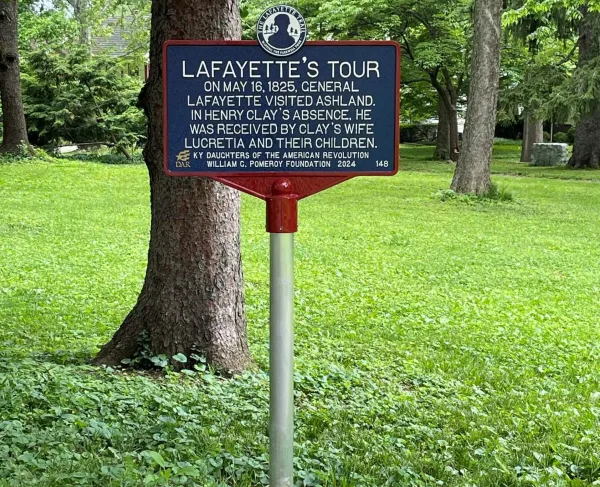 THE LAFAYETTE TRAIL
LAFAYETTE'S TOUR
ON MAY 16, 1825, GENERAL
LAFAYETTE VISITED ASHLAND.
IN HENRY CLAY'S ABSENCE, HE
WAS RECEIVED BY CLAY'S WIFE
LUCRETIA AND THEIR CHILDREN.
DAR
KY DAUGHTERS OF THE AMERICAN REVOLUTION
WILLIAM C. POMEROY FOUNDATION 2024 148